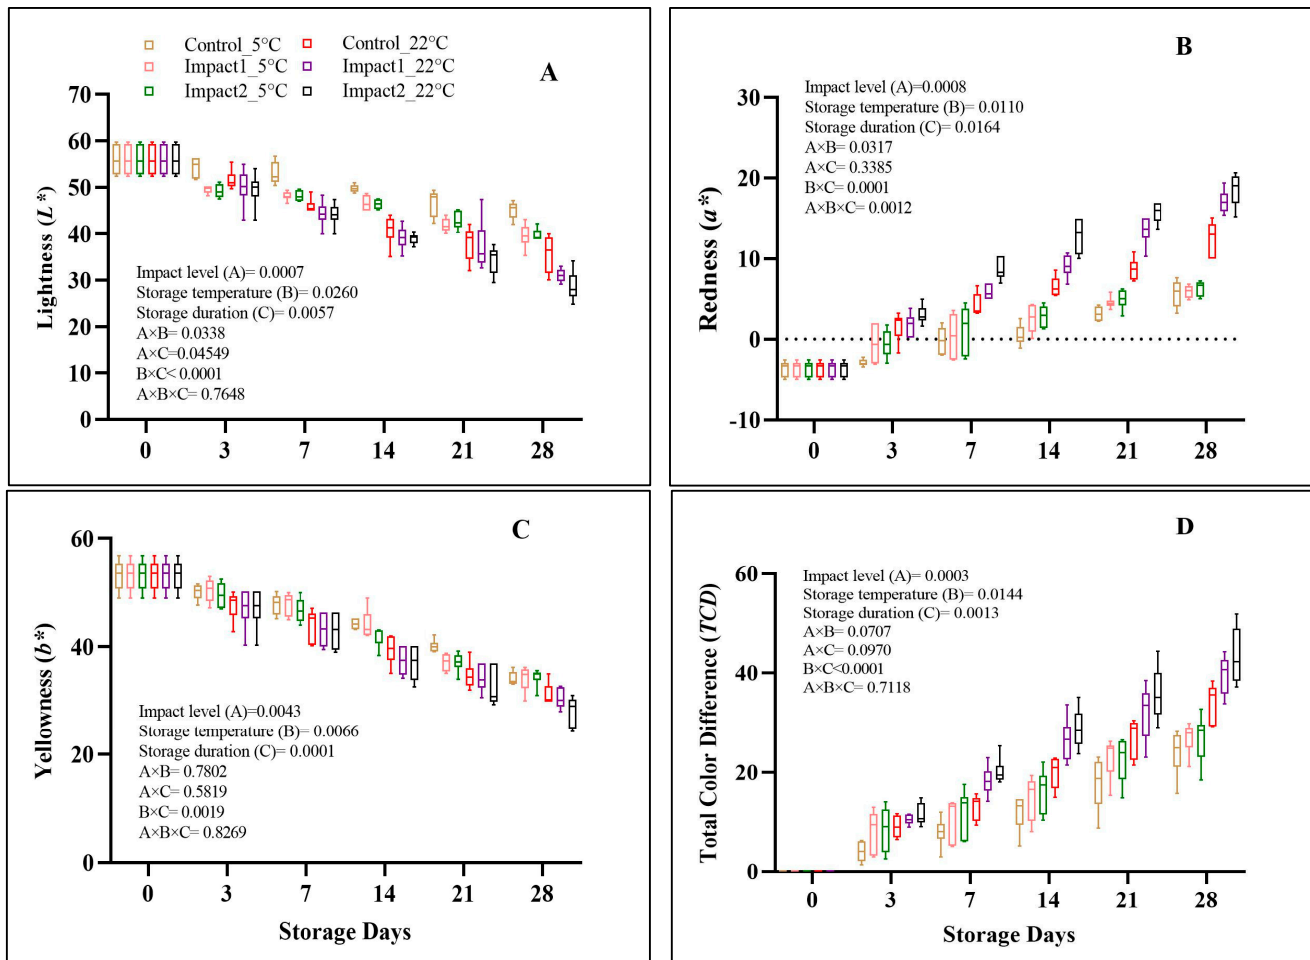 Control_5°C Control_22°C
Impact1_5°C Impact1_22°C
Impact2_5°C Impact2_22°C
A
Lightness (L*)
70
60
50
40
30
20
10
0
Impact level (A)= 0.0007
Storage temperature (B)= 0.0260
Storage duration (C)= 0.0057
A×B= 0.0338
A×C=0.04549
B×C< 0.0001
A×B×C= 0.7648
0 3 7 14 21 28
B
Redness (a*)
30
20
10
0
-10
Impact level (A)=0.0008
Storage temperature (B)= 0.0110
Storage duration (C)= 0.0164
A×B= 0.0317
A×C= 0.3385
B×C= 0.0001
A×B×C= 0.0012
0 3 7 14 21 28
C
Yellowness (b*)
60
40
20
0
Impact level (A)=0.0043
Storage temperature (B)= 0.0066
Storage duration (C)= 0.0001
A×B= 0.7802
A×C= 0.5819
B×C= 0.0019
A×B×C= 0.8269
0 3 7 14 21 28
Storage Days
D
Total Color Difference (TCD)
60
40
20
0
Impact level (A)= 0.0003
Storage temperature (B)= 0.0144
Storage duration (C)= 0.0013
A×B= 0.0707
A×C= 0.0970
B×C<0.0001
A×B×C= 0.7118
0 3 7 14 21 28
Storage Days